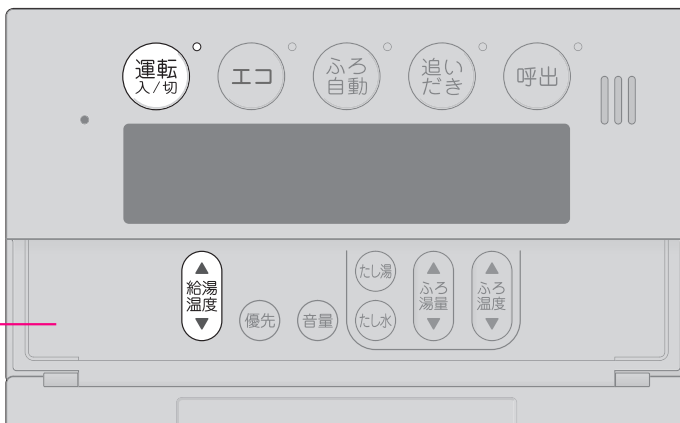 運転
入/切
エコ
ふろ
自動
追い
だき
呼出
▲
給湯
温度
▼
優先
音量
たし湯
たし水
▲
ふろ
湯量
▼
▲
ふろ
温度
▼